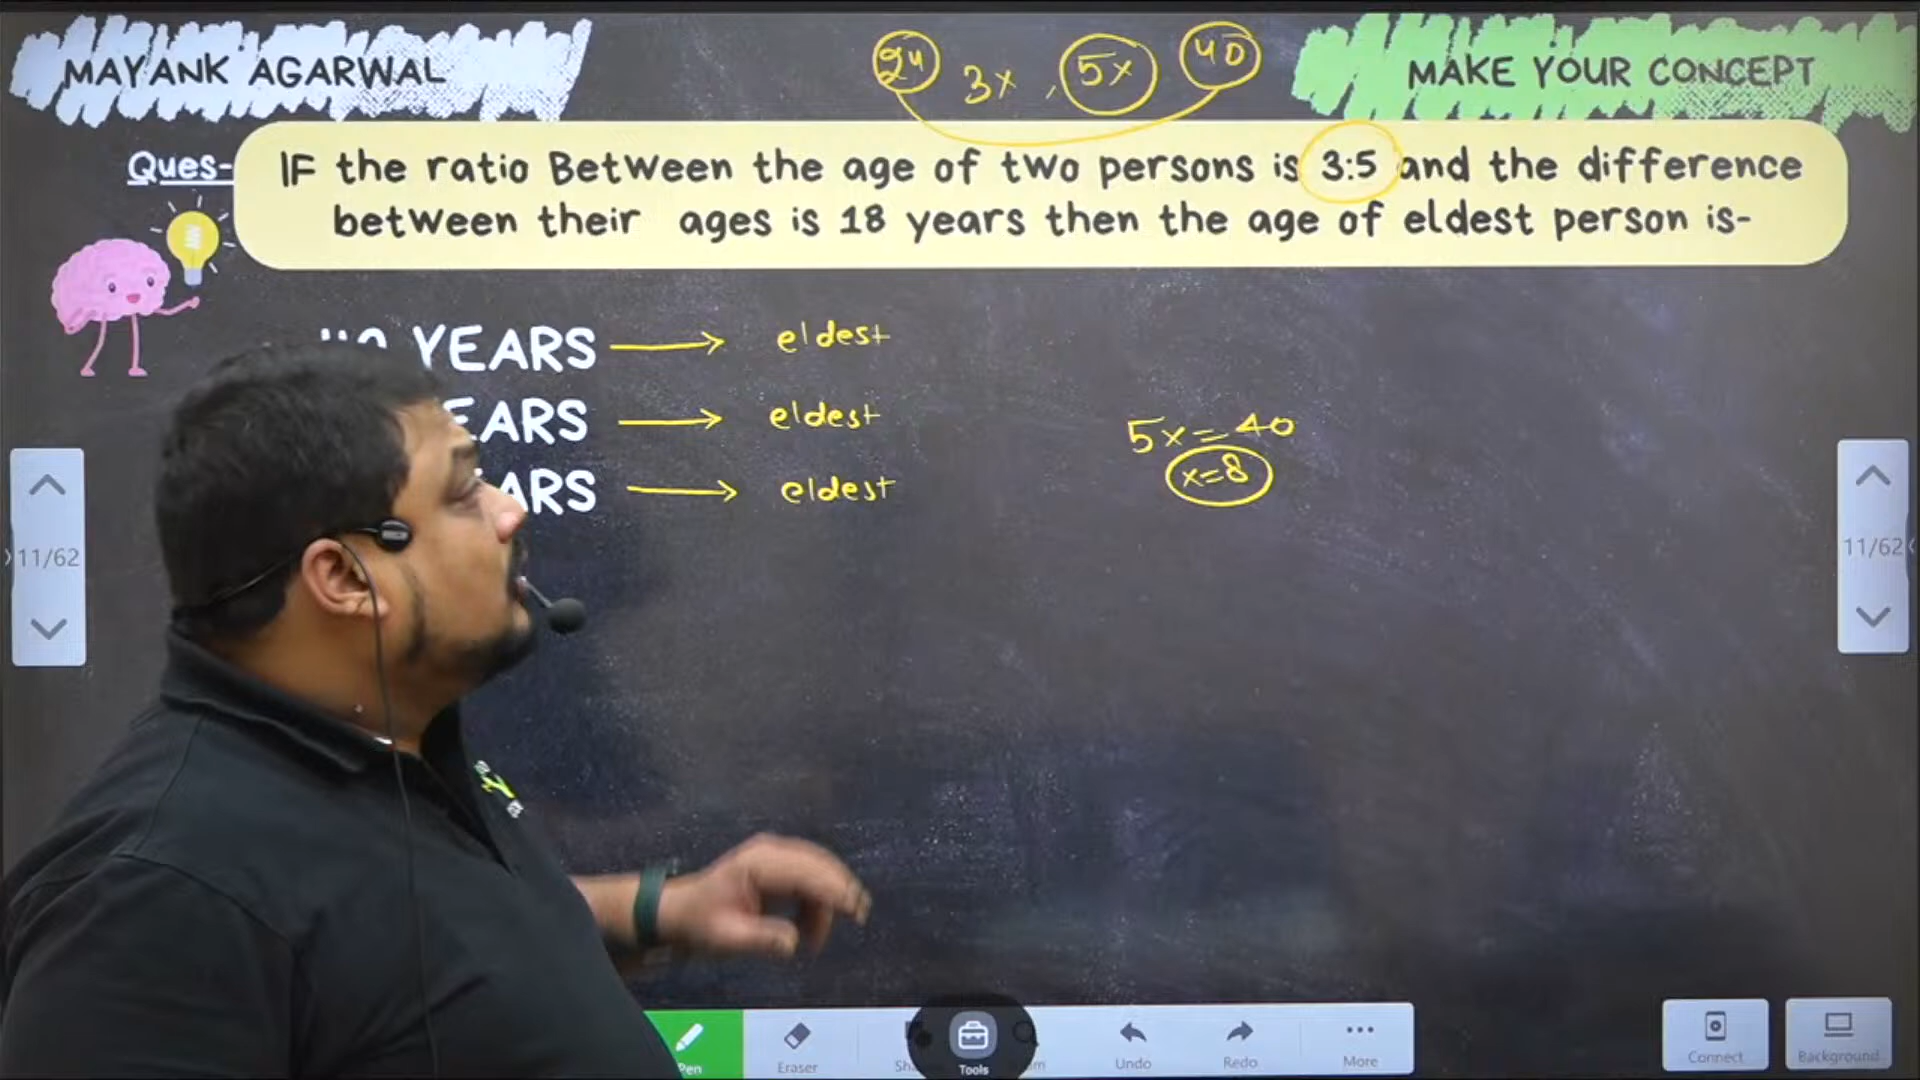 MAYANK AGARWAL
24 3x , 5x 40
MAKE YOUR CONCEPT
Ques-
IF the ratio Between the age of two persons is 3:5 and the difference
between their ages is 18 years then the age of eldest person is-
YEARS → eldest
EARS → eldest
ARS → eldest
5x=40
x=8
11/62
11/62
Pen
Eraser
Tools
Undo
Redo
More
Connect
Background